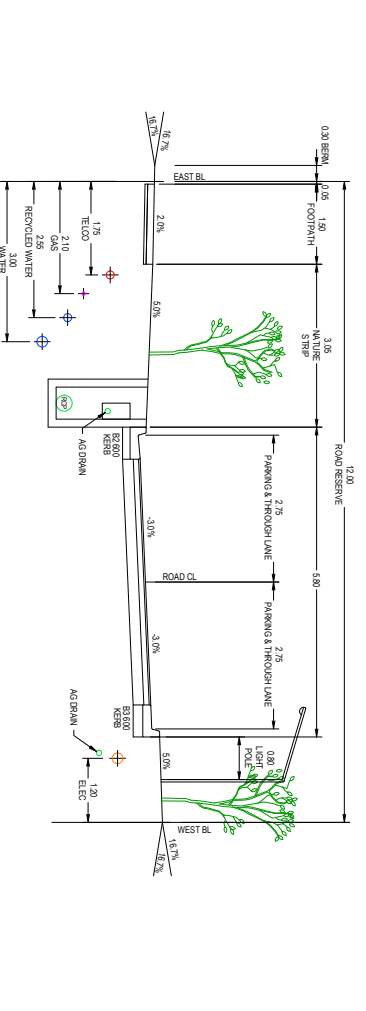 12.00
ROAD RESERVE
0.30 BERM
0.05
1.50
FOOTPATH
3.05
NATURE
STRIP
5.80
2.75
PARKING & THROUGH LANE
2.75
PARKING & THROUGH LANE
0.80
LIGHT
POLE
16.7%
16.7%
EAST BL
2.0%
5.0%
-3.0%
ROAD CL
-3.0%
5.0%
WEST BL
16.7%
16.7%
1.75
TELCO
2.10
GAS
2.55
RECYCLED WATER
3.00
WATER
RCP
AG DRAIN
B2 600
KERB
B3 600
KERB
AG DRAIN
1.20
ELEC